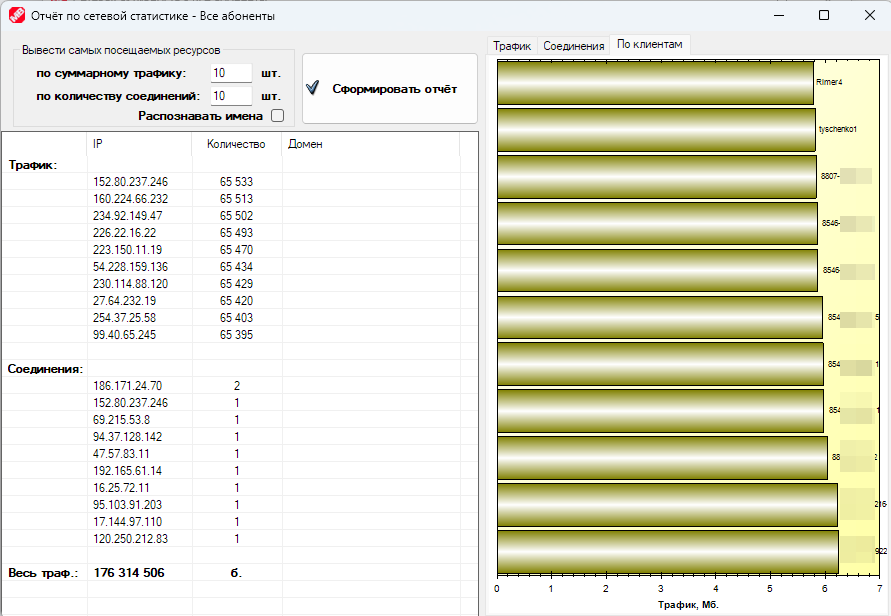 Отчёт по сетевой статистике - Все абоненты
Вывести самых посещаемых ресурсов
по суммарному трафику: 10 шт.
по количеству соединений: 10 шт.
Распознавать имена
Сформировать отчёт
IP Количество Домен
Трафик:
152.80.237.246 65 533
160.224.66.232 65 513
234.92.149.47 65 502
226.22.16.22 65 493
223.150.11.19 65 470
54.228.159.136 65 434
230.114.88.120 65 429
27.64.232.19 65 420
254.37.25.58 65 403
99.40.65.245 65 395
Соединения:
186.171.24.70 2
152.80.237.246 1
69.215.53.8 1
94.37.128.142 1
47.57.83.11 1
192.165.61.14 1
16.25.72.11 1
95.103.91.203 1
17.144.97.110 1
120.250.212.83 1
Весь траф.: 176 314 506 б.
Трафик Соединения По клиентам
Rimer4
tyschenko1
8807-
8546-
8546-
854 5
854 1
854 1
88 2
216-
922
0 1 2 3 4 5 6 7
Трафик, Мб.